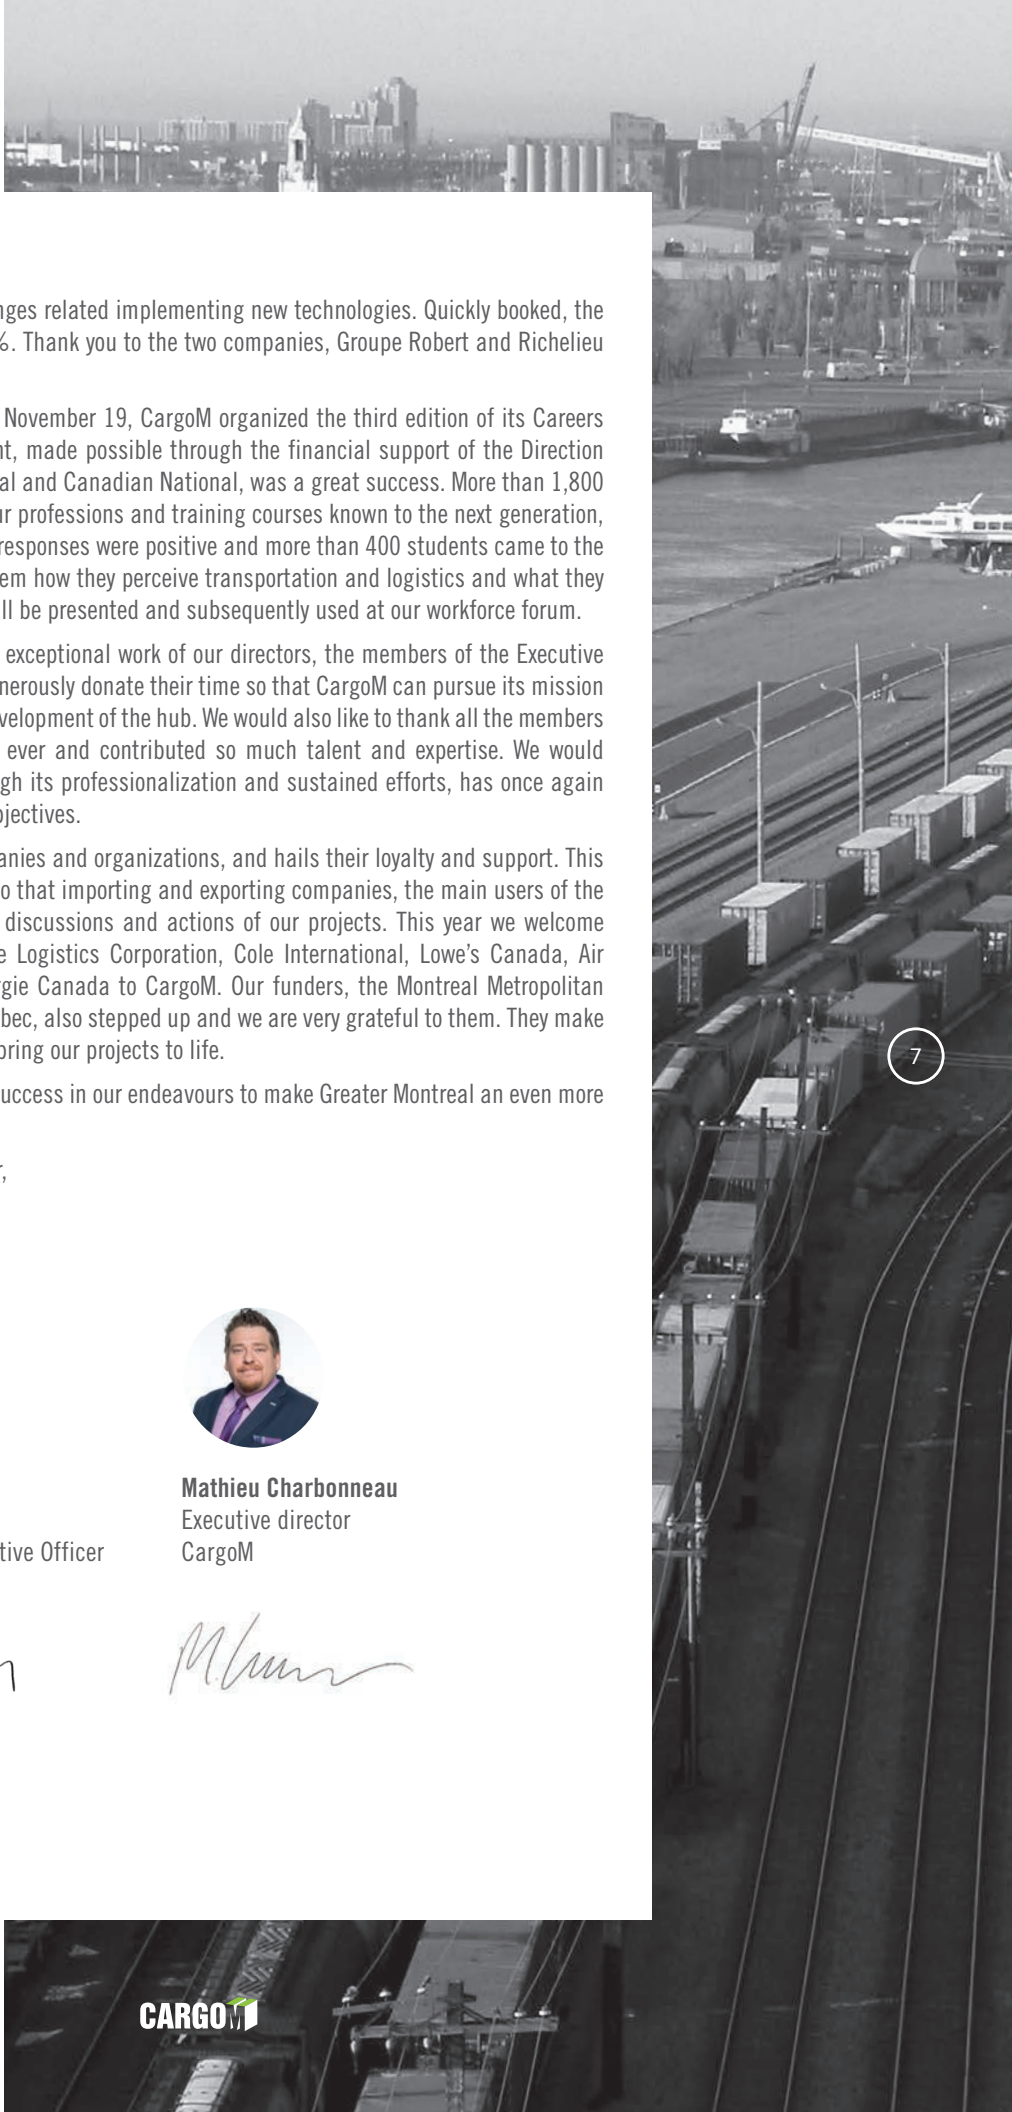 related implementing new technologies. Quickly booked, the
Thank you to the two companies, Groupe Robert and Richelieu
November 19, CargoM organized the third edition of its Careers
made possible through the financial support of the Direction
and Canadian National, was a great success. More than 1,800
professions and training courses known to the next generation,
responses were positive and more than 400 students came to the
how they perceive transportation and logistics and what they
be presented and subsequently used at our workforce forum.
exceptional work of our directors, the members of the Executive
nerously donate their time so that CargoM can pursue its mission
velopment of the hub. We would also like to thank all the members
ever and contributed so much talent and expertise. We would
gh its professionalization and sustained efforts, has once again
jectives.
anies and organizations, and hails their loyalty and support. This
o that importing and exporting companies, the main users of the
discussions and actions of our projects. This year we welcome
e Logistics Corporation, Cole International, Lowe's Canada, Air
gie Canada to CargoM. Our funders, the Montreal Metropolitan
bec, also stepped up and we are very grateful to them. They make
bring our projects to life.
uccess in our endeavours to make Greater Montreal an even more
7
Mathieu Charbonneau
Executive director
tive Officer CargoM
CARGOM